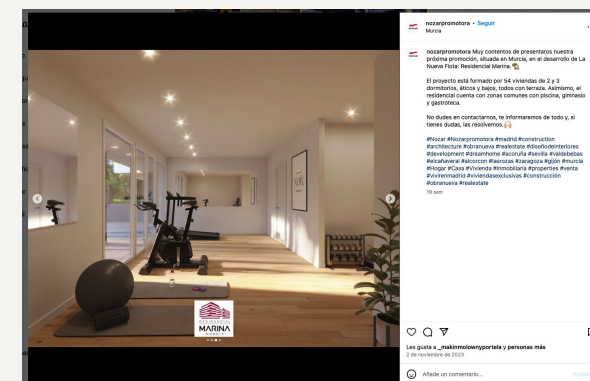 nozarpromotora • Seguir
Murcia
nozarpromotora Muy contentos de presentaros nuestra
próxima promoción, situada en Murcia, en el desarrollo de La
Nueva Flota: Residencial Marina.
El proyecto está formado por 54 viviendas de 2 y 3
dormitorios, áticos y bajos, todos con terraza. Asimismo, el
residencial cuenta con zonas comunes con piscina, gimnasio
y gastroteca.
No dudes en contactarnos, te informaremos de todo y, si
tienes dudas, las resolvemos.
#Nozar #Nozarpromotora #madrid #construction
#architecture #obranueva #realestate #diseñodeinteriores
#development #dreamhome #acoruña #sevilla #valdebebas
#elcañaveral #alcorcon #laerozas #zaragoza #gijón #murcia
#Hogar #Casa #Vivienda #Inmobiliaria #properties #venta
#vivirenmadrid #viviendasexclusivas #construcción
#obranueva #realestate
19 sem
RESIDENCIAL
MARINA
MURCIA
Les gusta a _makinmolownyportela y personas más
2 de noviembre de 2023
Añade un comentario...